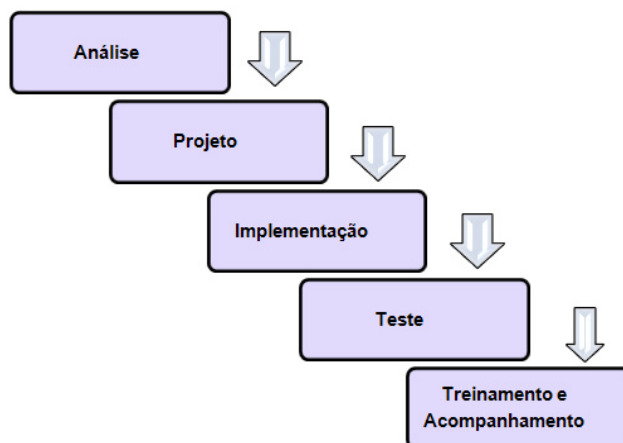 Análise
Projeto
Implementação
Teste
Treinamento e
Acompanhamento